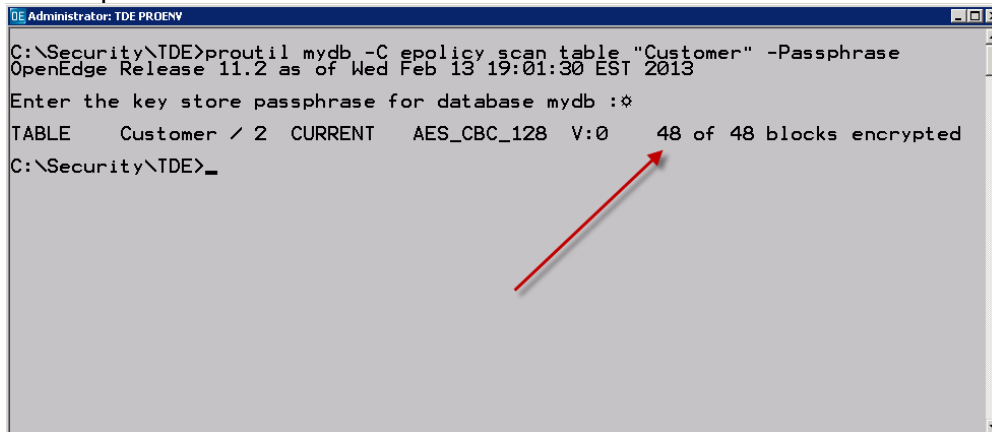 Administrator: TDE PROENV
C:\Security\TDE>proutil mydb -C epolicy scan table "Customer" -Passphrase
OpenEdge Release 11.2 as of Wed Feb 13 19:01:30 EST 2013
Enter the key store passphrase for database mydb :☼
TABLE Customer / 2 CURRENT AES_CBC_128 V:0 48 of 48 blocks encrypted
C:\Security\TDE>_